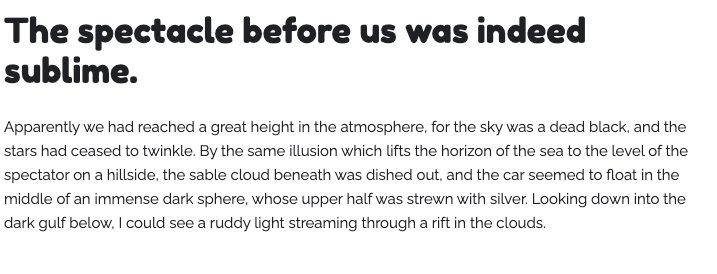 The spectacle before us was indeed
sublime.
Apparently we had reached a great height in the atmosphere, for the sky was a dead black, and the
stars had ceased to twinkle. By the same illusion which lifts the horizon of the sea to the level of the
spectator on a hillside, the sable cloud beneath was dished out, and the car seemed to float in the
middle of an immense dark sphere, whose upper half was strewn with silver. Looking down into the
dark gulf below, I could see a ruddy light streaming through a rift in the clouds.